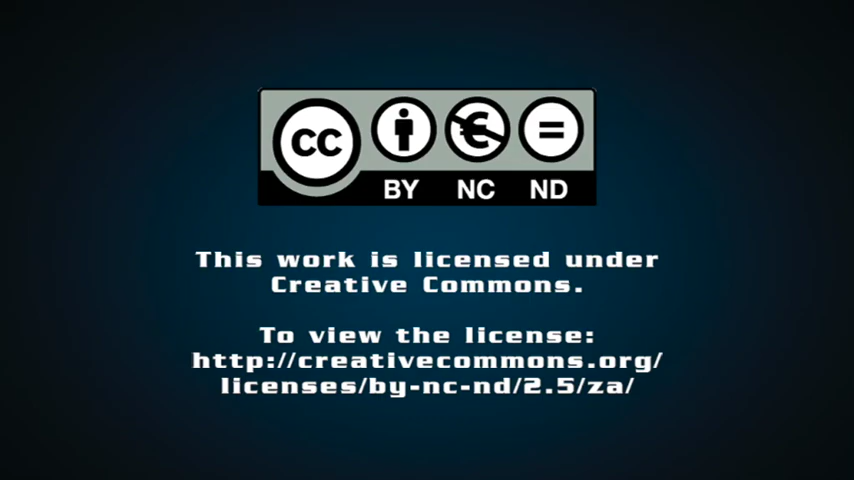 CC BY NC ND
This work is licensed under
Creative Commons.
To view the license:
http://creativecommons.org/
licenses/by-nc-nd/2.5/za/